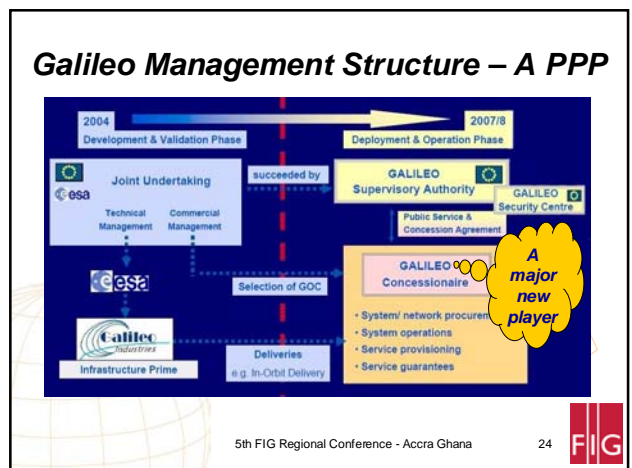 Galileo Management Structure – A PPP
2004
Development & Validation Phase
2007/8
Deployment & Operation Phase
esa
Joint Undertaking
Technical
Management
Commercial
Management
succeeded by
GALILEO
Supervisory Authority
GALILEO
Security Centre
Public Service &
Concession Agreement
esa
Selection of GOC
GALILEO
Concessionaire
A
major
new
player
• System/ network procurem
• System operations
• Service provisioning
• Service guarantees
Galileo
Industries
Infrastructure Prime
Deliveries
e.g. In-Orbit Delivery
5th FIG Regional Conference - Accra Ghana
24
FIG